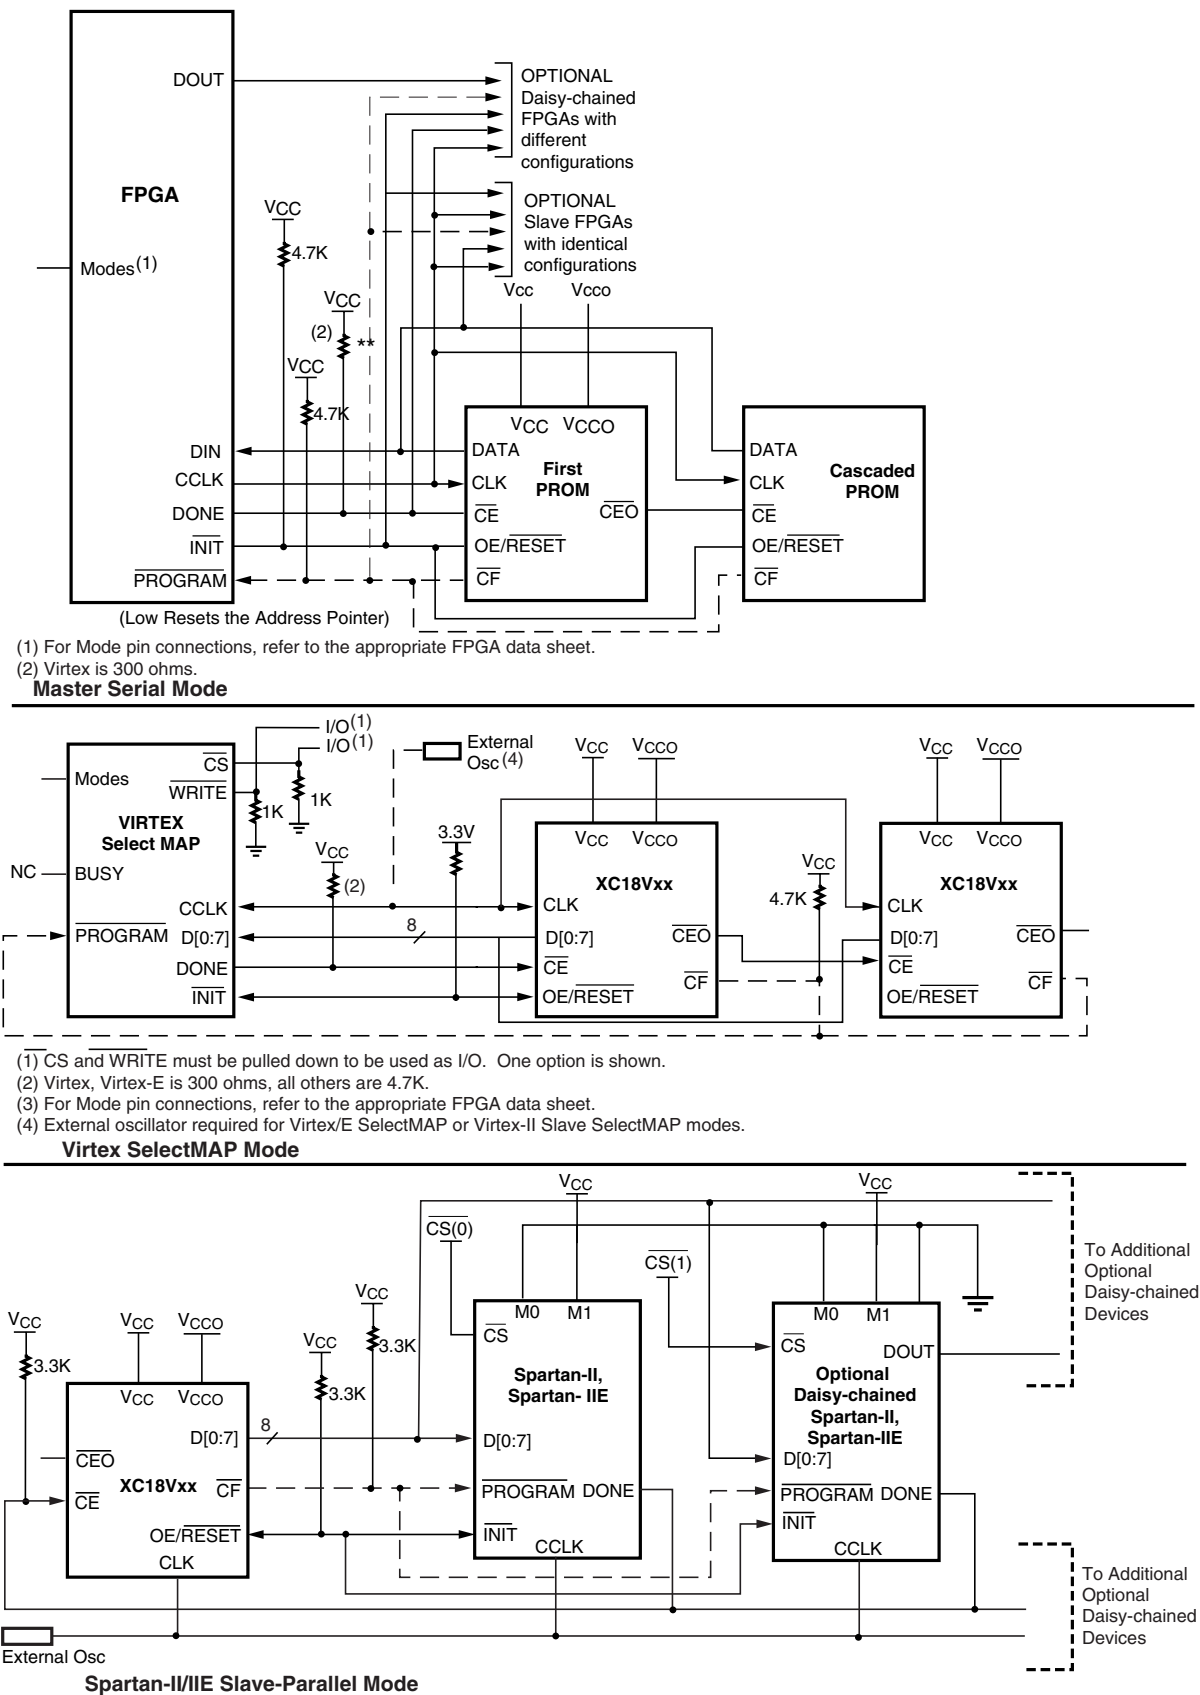 DOUT
OPTIONAL
Daisy-chained
FPGAs with
different
configurations
FPGA
OPTIONAL
Slave FPGAs
with identical
configurations
VCC
4.7K
Modes(1)
Vcc
Vcco
VCC
(2)
**
VCC
4.7K
VCC
VCCO
DIN
DATA
DATA
First
PROM
Cascaded
PROM
CCLK
CLK
CLK
DONE
CE
CEO
CE
INIT
OE/RESET
OE/RESET
PROGRAM
CF
CF
(Low Resets the Address Pointer)
(1) For Mode pin connections, refer to the appropriate FPGA data sheet.
(2) Virtex is 300 ohms.
Master Serial Mode
I/O(1)
I/O(1)
External
Osc(4)
VCC
VCCO
VCC
VCCO
CS
Modes
WRITE
1K
1K
VIRTEX
Select MAP
3.3V
VCC
VCCO
VCC
VCCO
VCC
(2)
VCC
4.7K
NC
BUSY
XC18Vxx
XC18Vxx
CCLK
CLK
CLK
PROGRAM
D[0:7]
8
D[0:7]
CEO
D[0:7]
CEO
DONE
CE
CE
CF
CF
INIT
OE/RESET
OE/RESET
(1) CS and WRITE must be pulled down to be used as I/O. One option is shown.
(2) Virtex, Virtex-E is 300 ohms, all others are 4.7K.
(3) For Mode pin connections, refer to the appropriate FPGA data sheet.
(4) External oscillator required for Virtex/E SelectMAP or Virtex-II Slave SelectMAP modes.
Virtex SelectMAP Mode
VCC
VCC
CS(0)
CS(1)
To Additional
Optional
Daisy-chained
Devices
VCC
VCC
VCCO
VCC
VCC
3.3K
3.3K
3.3K
M0
M1
M0
M1
CS
CS
DOUT
Spartan-II,
Spartan- IIE
Optional
Daisy-chained
Spartan-II,
Spartan-IIE
VCC
VCCO
D[0:7]
8
D[0:7]
D[0:7]
CEO
XC18Vxx
CF
PROGRAM
DONE
PROGRAM
DONE
CE
OE/RESET
INIT
INIT
CLK
CCLK
CCLK
To Additional
Optional
Daisy-chained
Devices
External Osc
Spartan-II/IIE Slave-Parallel Mode